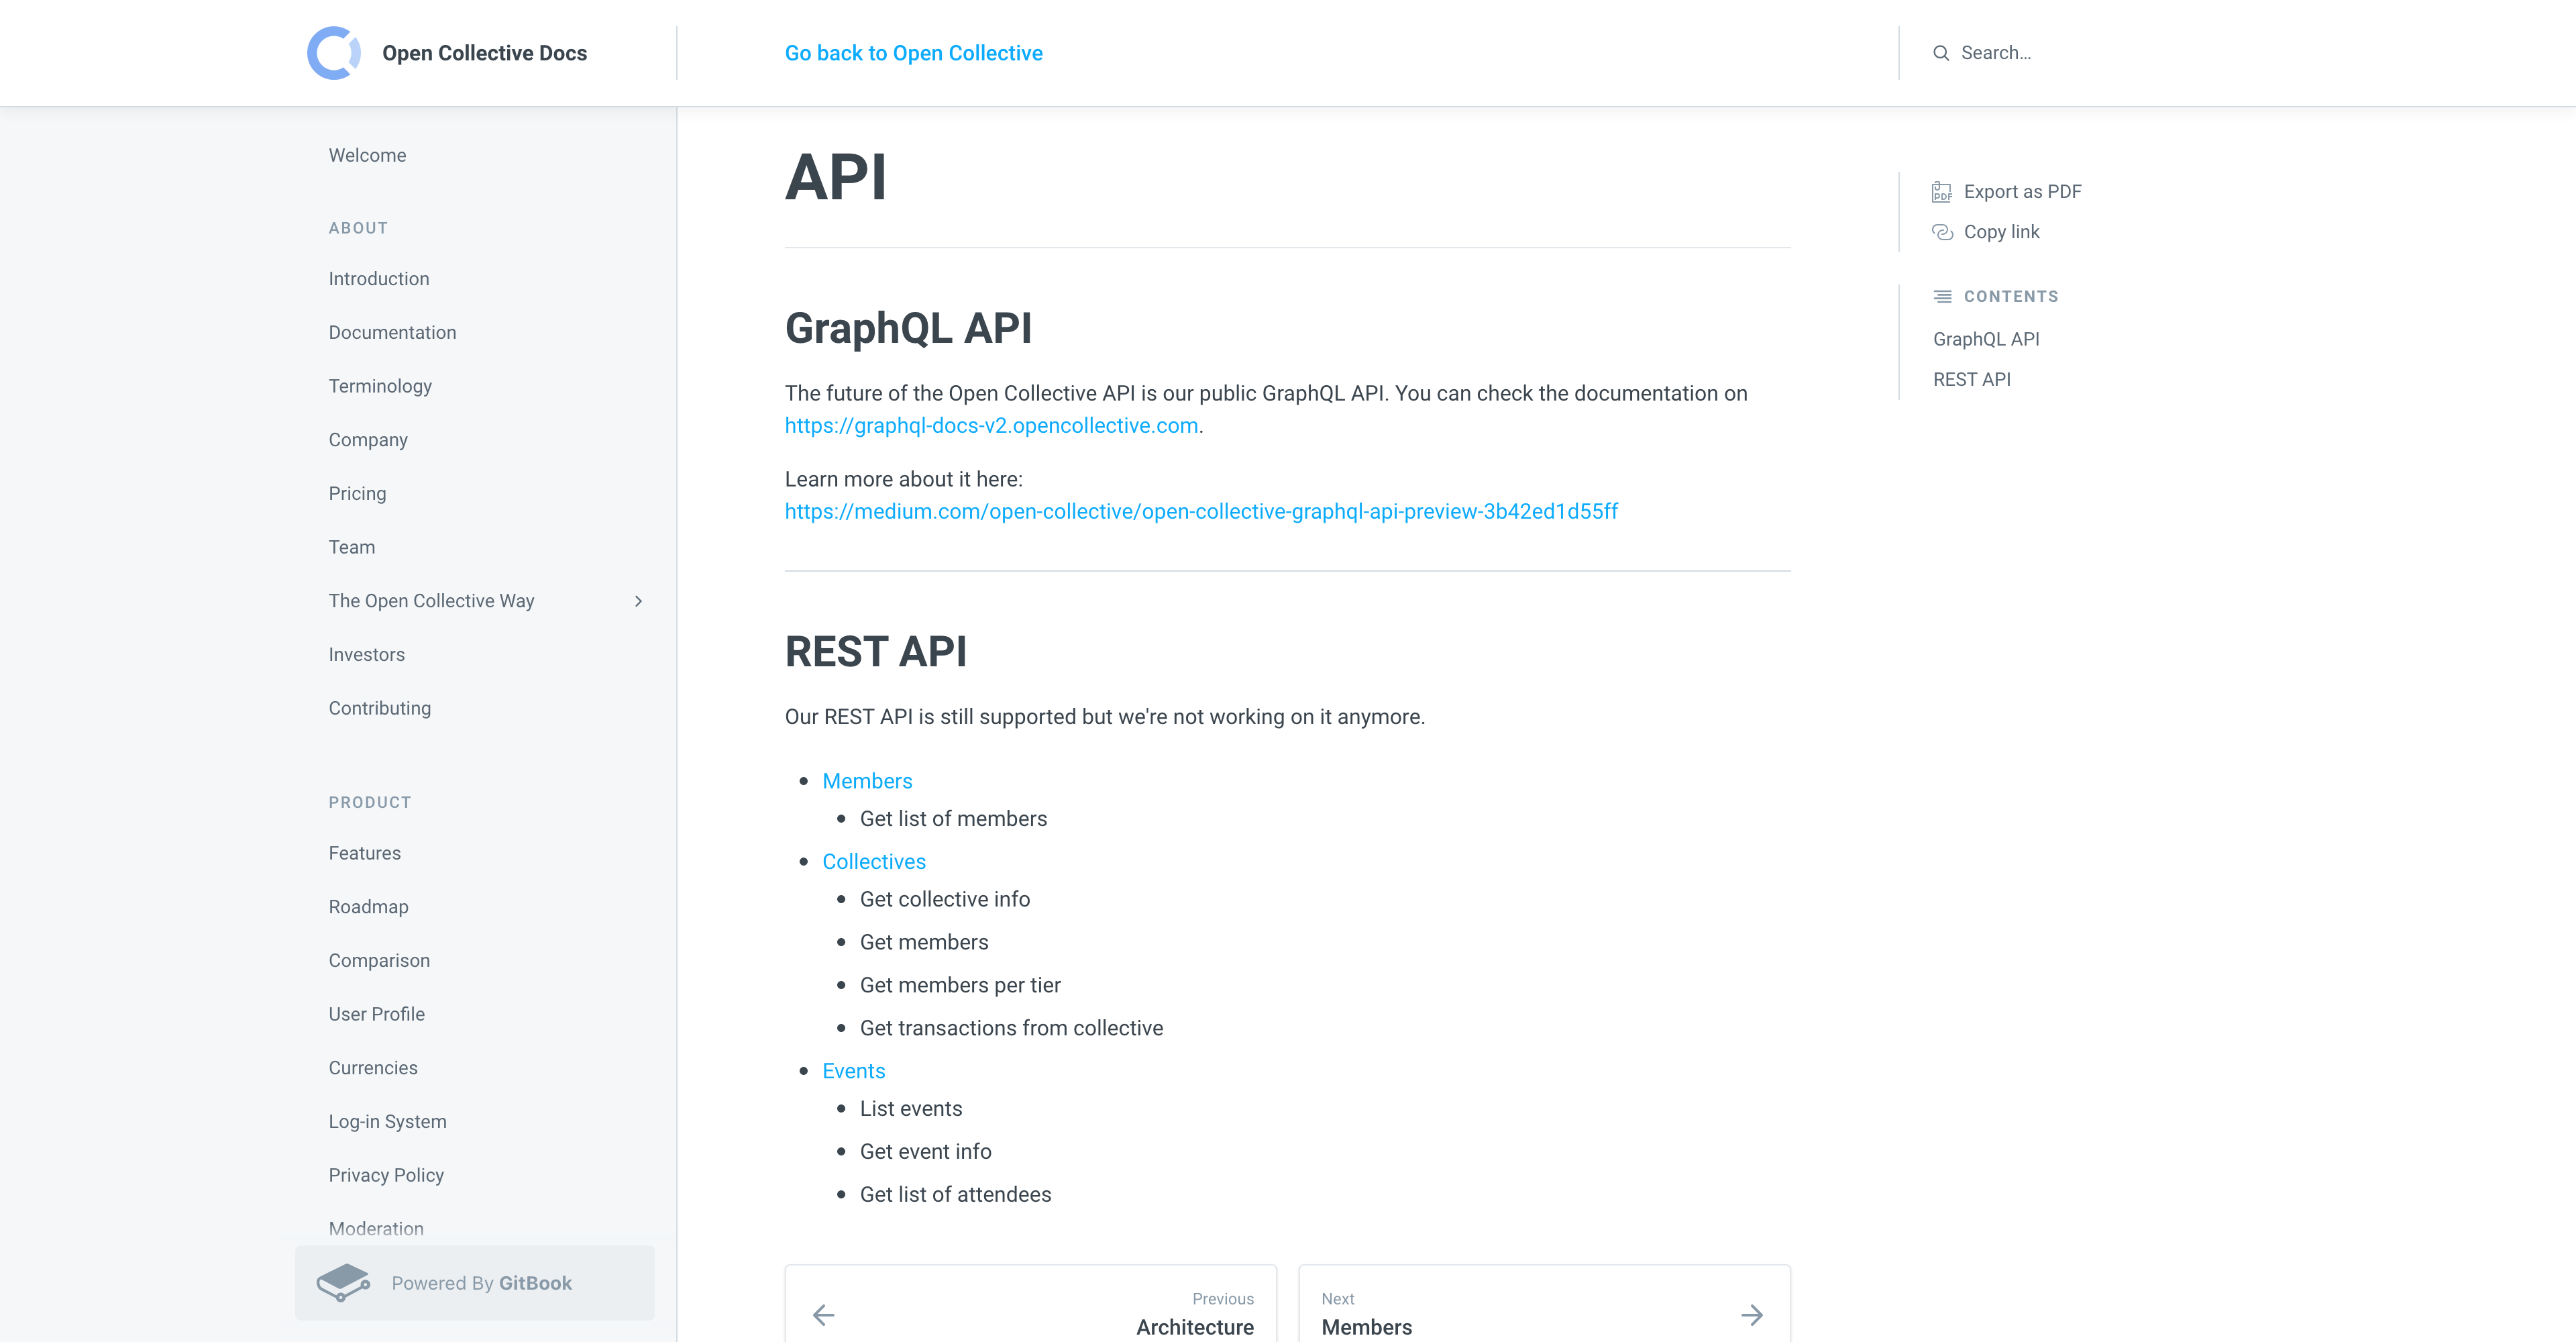 Open Collective Docs
Go back to Open Collective
Search…
Welcome
ABOUT
Introduction
Documentation
Terminology
Company
Pricing
Team
The Open Collective Way
Investors
Contributing
PRODUCT
Features
Roadmap
Comparison
User Profile
Currencies
Log-in System
Privacy Policy
Moderation
Powered By GitBook
API
GraphQL API
The future of the Open Collective API is our public GraphQL API. You can check the documentation on
https://graphql-docs-v2.opencollective.com.
Learn more about it here:
https://medium.com/open-collective/open-collective-graphql-api-preview-3b42ed1d55ff
REST API
Our REST API is still supported but we're not working on it anymore.
Members
Get list of members
Collectives
Get collective info
Get members
Get members per tier
Get transactions from collective
Events
List events
Get event info
Get list of attendees
Previous
Architecture
Next
Members
PDF
Export as PDF
Copy link
CONTENTS
GraphQL API
REST API